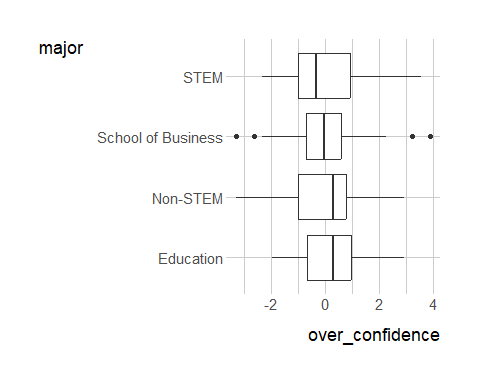 major
STEM
School of Business
Non-STEM
Education
-2 0 2 4
over_confidence